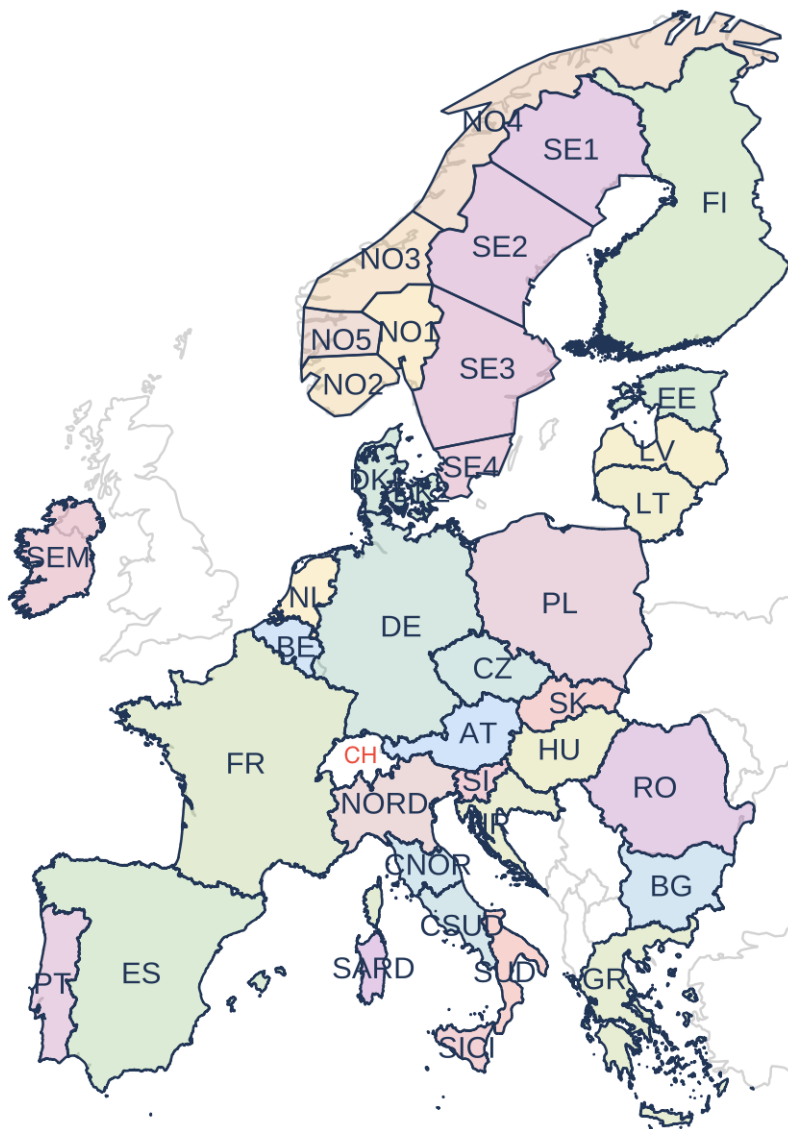 NO4
SE1
FI
SE2
NO3
NO1
NO5
SE3
NO2
EE
LV
SE4
DK1
DK2
LT
SEM
NL
PL
DE
BE
CZ
SK
AT
HU
CH
FR
SI
RO
NORD
HR
CNOR
BG
CSUD
SARD
SUD
ES
PT
GR
SICI